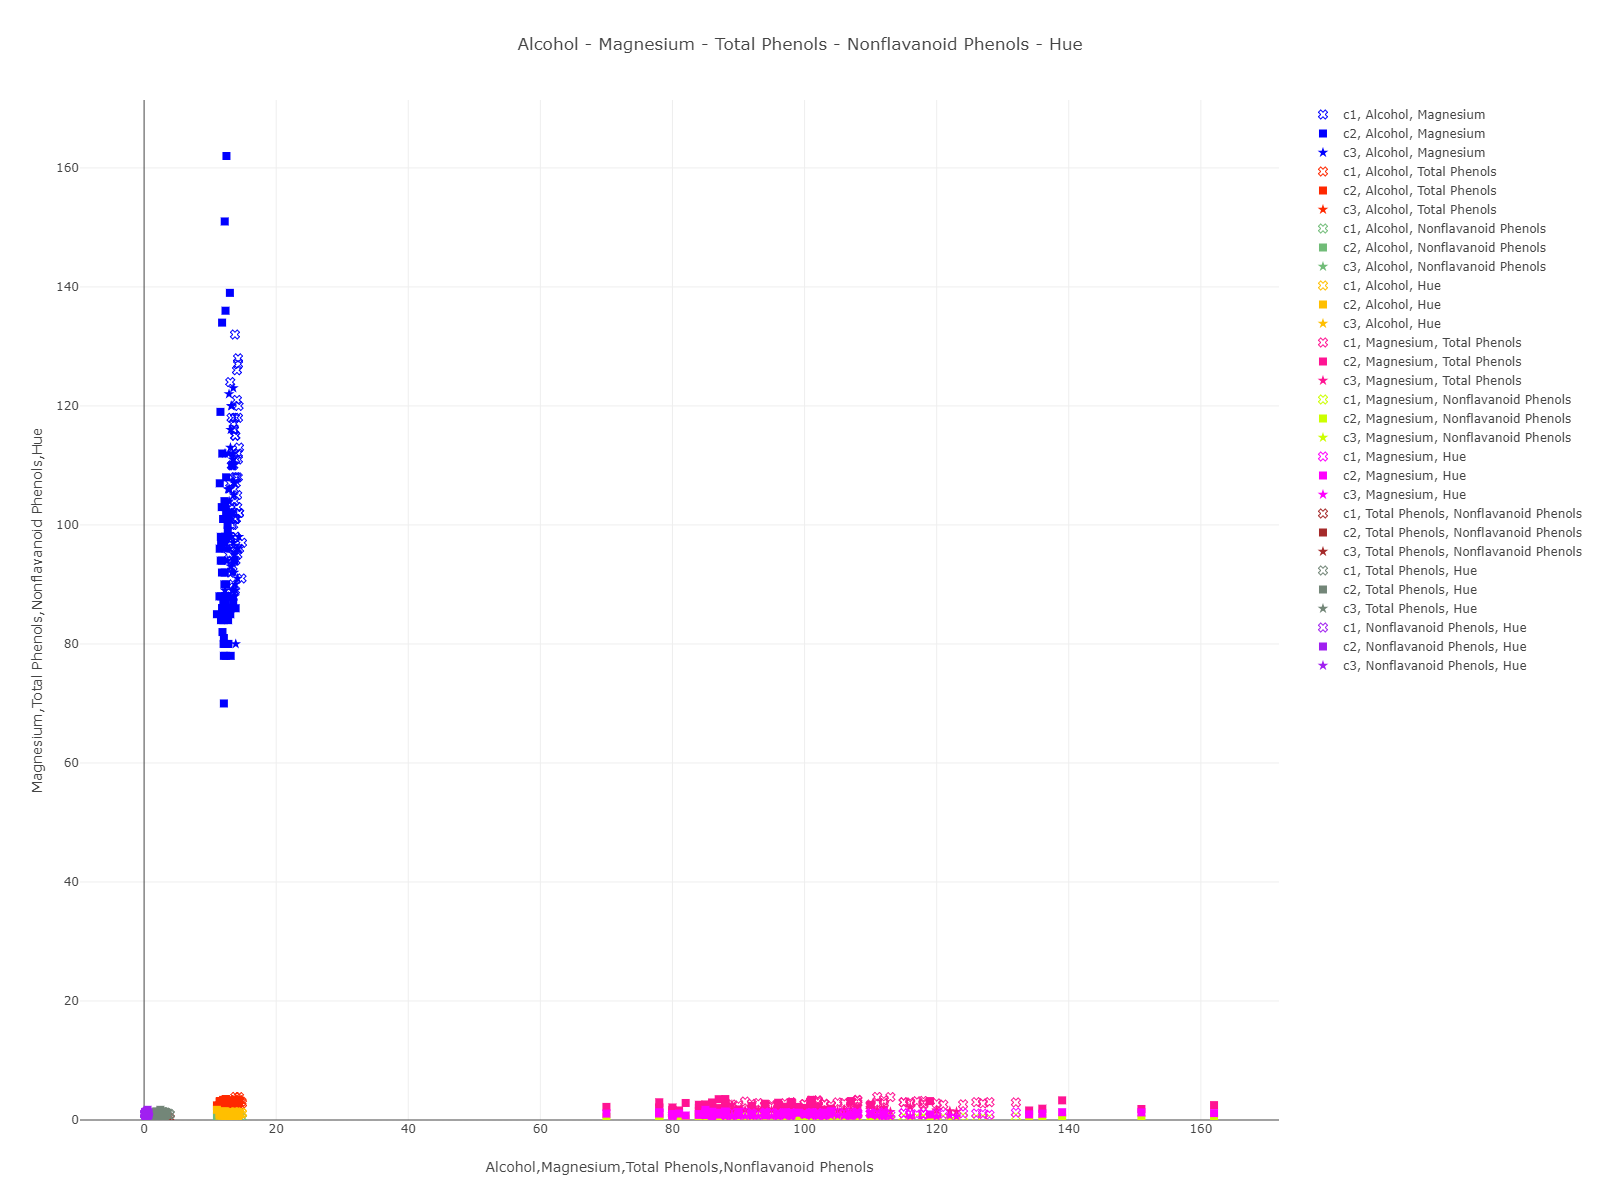 Alcohol - Magnesium - Total Phenols - Nonflavanoid Phenols - Hue
c1, Alcohol, Magnesium
c2, Alcohol, Magnesium
c3, Alcohol, Magnesium
c1, Alcohol, Total Phenols
c2, Alcohol, Total Phenols
c3, Alcohol, Total Phenols
c1, Alcohol, Nonflavanoid Phenols
c2, Alcohol, Nonflavanoid Phenols
c3, Alcohol, Nonflavanoid Phenols
c1, Alcohol, Hue
c2, Alcohol, Hue
c3, Alcohol, Hue
c1, Magnesium, Total Phenols
c2, Magnesium, Total Phenols
c3, Magnesium, Total Phenols
c1, Magnesium, Nonflavanoid Phenols
c2, Magnesium, Nonflavanoid Phenols
c3, Magnesium, Nonflavanoid Phenols
c1, Magnesium, Hue
c2, Magnesium, Hue
c3, Magnesium, Hue
c1, Total Phenols, Nonflavanoid Phenols
c2, Total Phenols, Nonflavanoid Phenols
c3, Total Phenols, Nonflavanoid Phenols
c1, Total Phenols, Hue
c2, Total Phenols, Hue
c3, Total Phenols, Hue
c1, Nonflavanoid Phenols, Hue
c2, Nonflavanoid Phenols, Hue
c3, Nonflavanoid Phenols, Hue
Magnesium,Total Phenols,Nonflavanoid Phenols,Hue
160
140
120
100
80
60
40
20
0
0 20 40 60 80 100 120 140 160
Alcohol,Magnesium,Total Phenols,Nonflavanoid Phenols